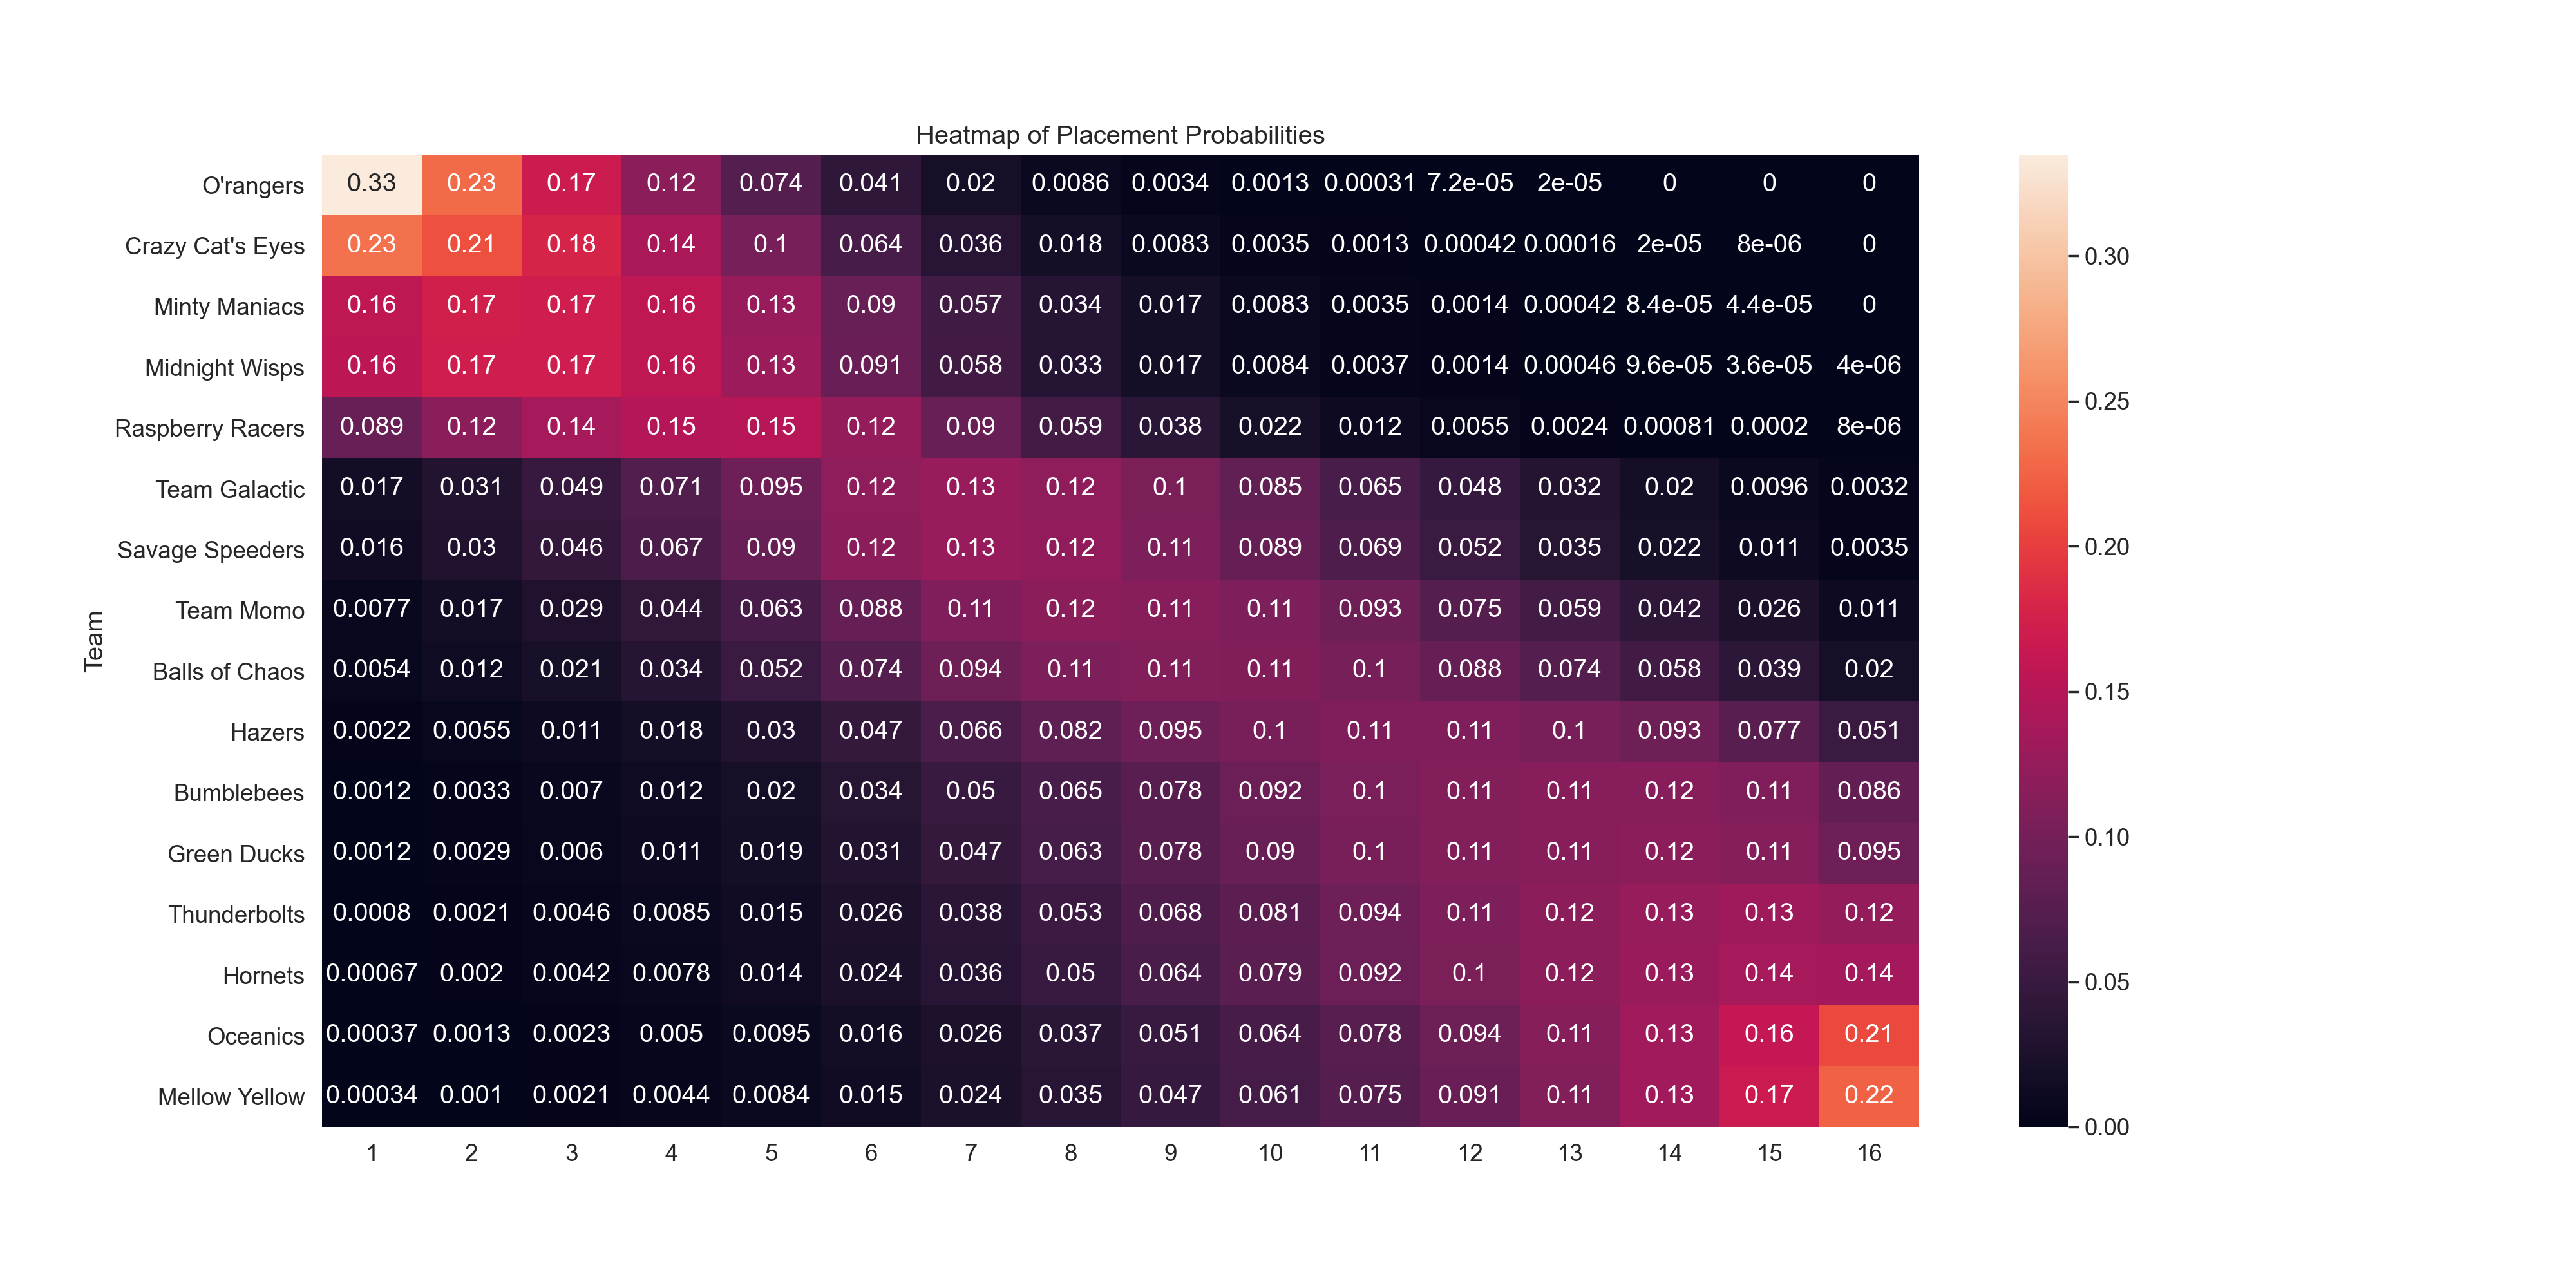 Heatmap of Placement Probabilities
O'rangers 0.33 0.23 0.17 0.12 0.074 0.041 0.02 0.0086 0.0034 0.0013 0.00031 7.2e-05 2e-05 0 0 0
Crazy Cat's Eyes 0.23 0.21 0.18 0.14 0.1 0.064 0.036 0.018 0.0083 0.0035 0.0013 0.00042 0.00016 2e-05 8e-06 0
Minty Maniacs 0.16 0.17 0.17 0.16 0.13 0.09 0.057 0.034 0.017 0.0083 0.0035 0.0014 0.00042 8.4e-05 4.4e-05 0
Midnight Wisps 0.16 0.17 0.17 0.16 0.13 0.091 0.058 0.033 0.017 0.0084 0.0037 0.0014 0.00046 9.6e-05 3.6e-05 4e-06
Raspberry Racers 0.089 0.12 0.14 0.15 0.15 0.12 0.09 0.059 0.038 0.022 0.012 0.0055 0.0024 0.00081 0.0002 8e-06
Team Galactic 0.017 0.031 0.049 0.071 0.095 0.12 0.13 0.12 0.1 0.085 0.065 0.048 0.032 0.02 0.0096 0.0032
Savage Speeders 0.016 0.03 0.046 0.067 0.09 0.12 0.13 0.12 0.11 0.089 0.069 0.052 0.035 0.022 0.011 0.0035
Team Momo 0.0077 0.017 0.029 0.044 0.063 0.088 0.11 0.12 0.11 0.11 0.093 0.075 0.059 0.042 0.026 0.011
Balls of Chaos 0.0054 0.012 0.021 0.034 0.052 0.074 0.094 0.11 0.11 0.11 0.1 0.088 0.074 0.058 0.039 0.02
Hazers 0.0022 0.0055 0.011 0.018 0.03 0.047 0.066 0.082 0.095 0.1 0.11 0.11 0.1 0.093 0.077 0.051
Bumblebees 0.0012 0.0033 0.007 0.012 0.02 0.034 0.05 0.065 0.078 0.092 0.1 0.11 0.11 0.12 0.11 0.086
Green Ducks 0.0012 0.0029 0.006 0.011 0.019 0.031 0.047 0.063 0.078 0.09 0.1 0.11 0.11 0.12 0.11 0.095
Thunderbolts 0.0008 0.0021 0.0046 0.0085 0.015 0.026 0.038 0.053 0.068 0.081 0.094 0.11 0.12 0.13 0.13 0.12
Hornets 0.00067 0.002 0.0042 0.0078 0.014 0.024 0.036 0.05 0.064 0.079 0.092 0.1 0.12 0.13 0.14 0.14
Oceanics 0.00037 0.0013 0.0023 0.005 0.0095 0.016 0.026 0.037 0.051 0.064 0.078 0.094 0.11 0.13 0.16 0.21
Mellow Yellow 0.00034 0.001 0.0021 0.0044 0.0084 0.015 0.024 0.035 0.047 0.061 0.075 0.091 0.11 0.13 0.17 0.22
1 2 3 4 5 6 7 8 9 10 11 12 13 14 15 16
Team
0.30
0.25
0.20
0.15
0.10
0.05
0.00